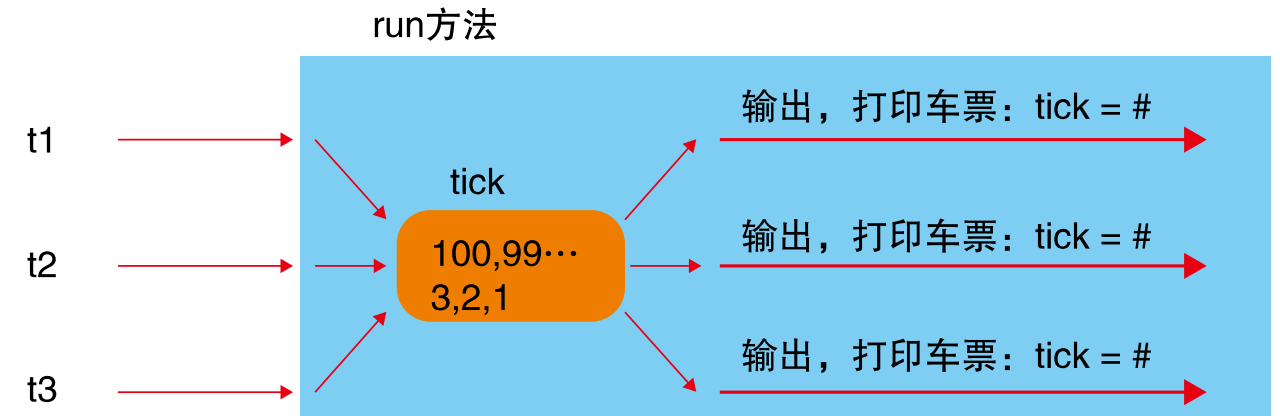 run方法
输出，打印车票：tick = #
t1
tick
100,99…
3,2,1
t2
输出，打印车票：tick = #
t3
输出，打印车票：tick = #